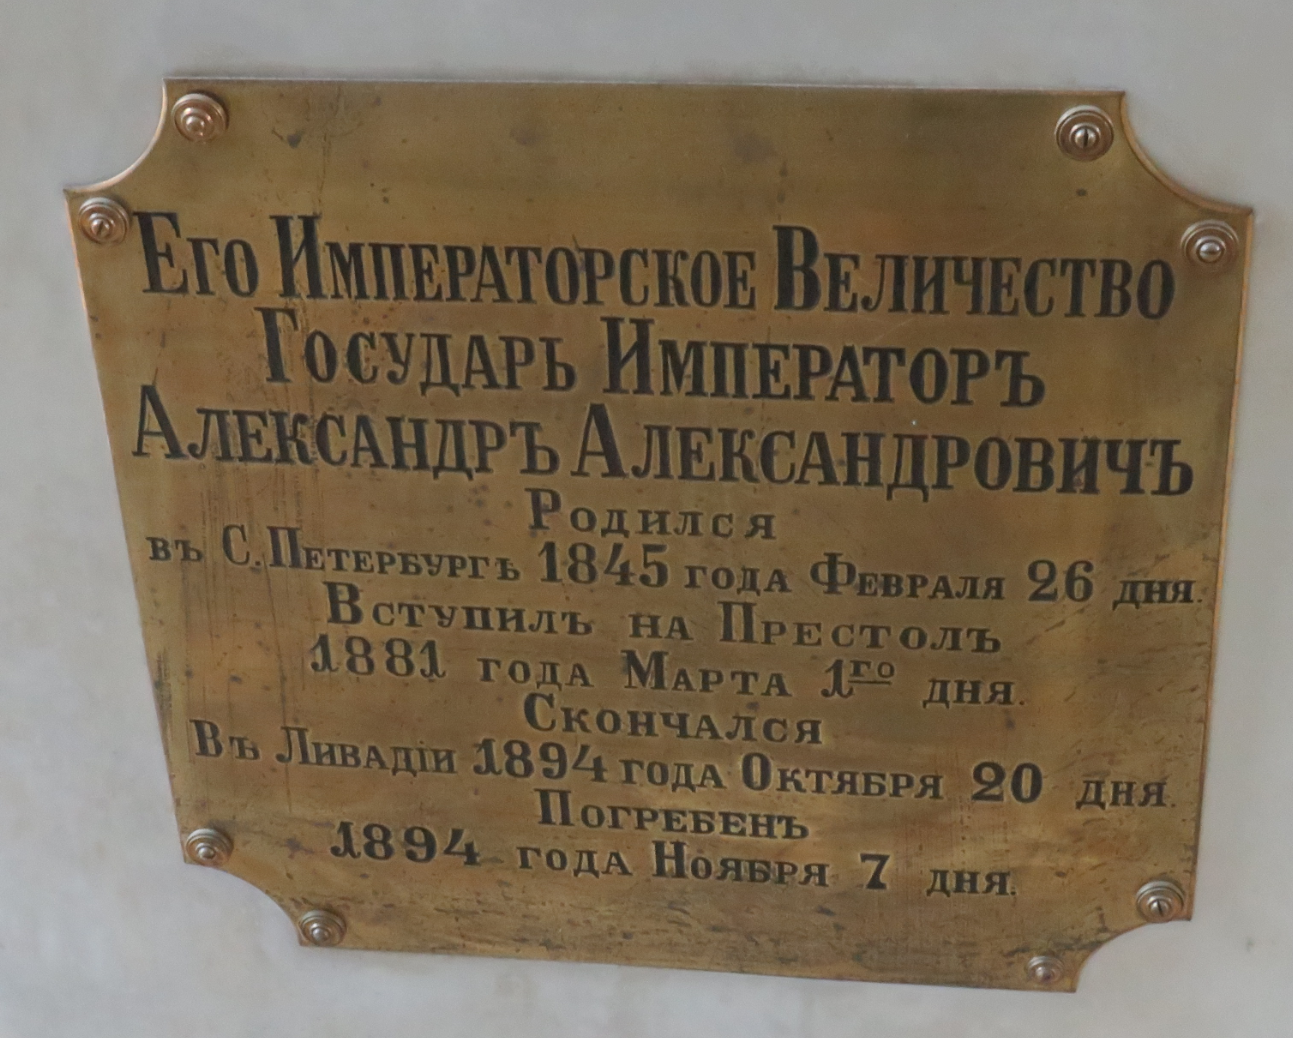 Его Императорское Величество
Государь Императоръ
Александръ Александровичъ
Родился
въ С. Петербургѣ 1845 года Февраля 26 дня.
Вступилъ на Престолъ
1881 года Марта 1го дня.
Скончался
Въ Ливадіи 1894 года Октября 20 дня.
Погребенъ
1894 года Ноября 7 дня.